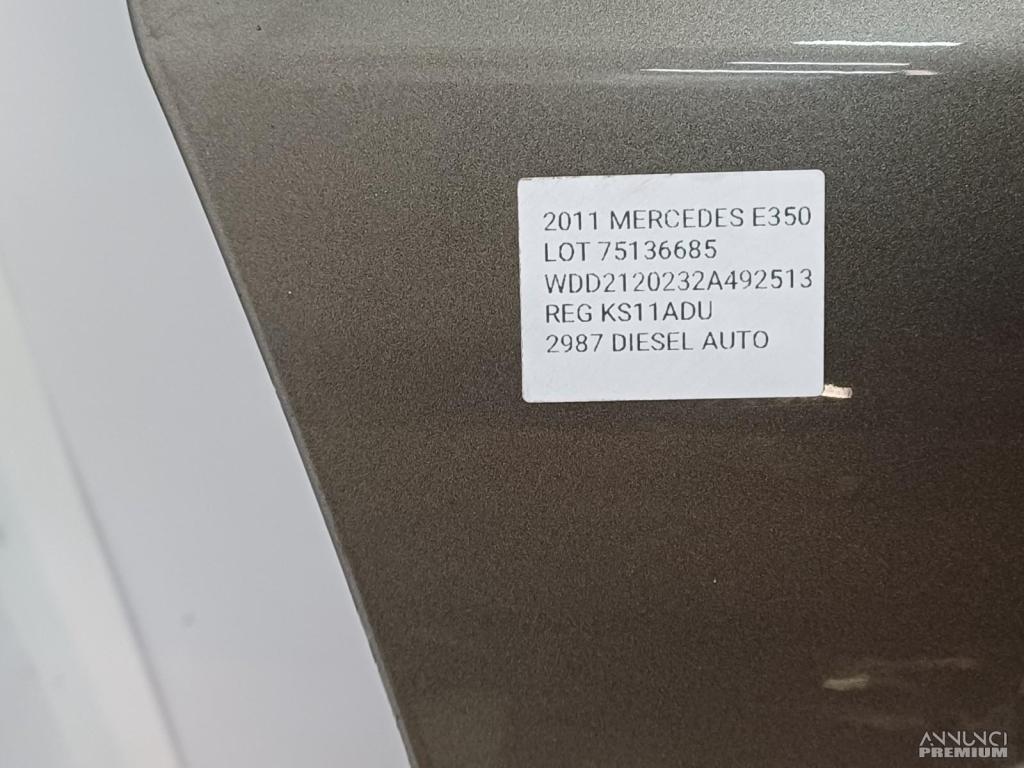 2011 MERCEDES E350
LOT 75136685
WDD2120232A492513
REG KS11ADU
2987 DIESEL AUTO
ANNUNCI
PREMIUM